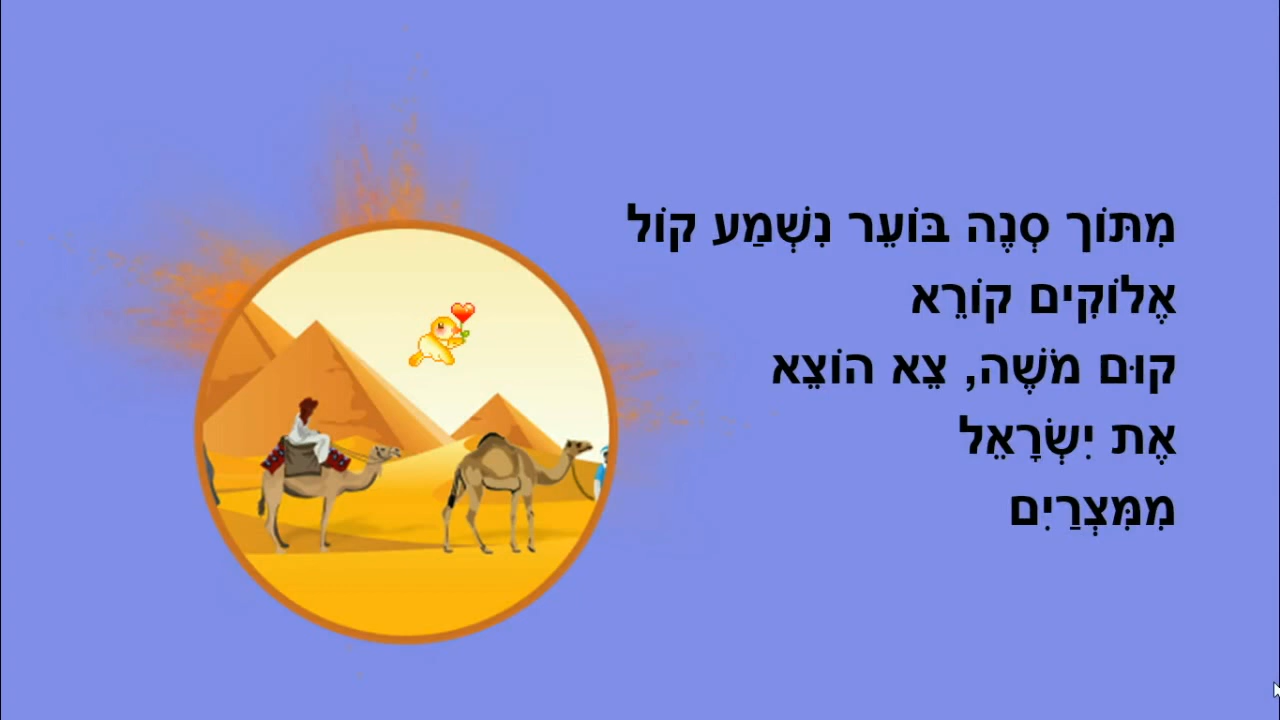 מִתּוֹך סְנֶה בּוֹעֵר נִשְׁמַע קוֹל
אֱלוֹקִים קוֹרֵא
קוּם מֹשֶׁה, צֵא הוֹצֵא
אֶת יִשְׂרָאֵל
מִמִּצְרַיִם